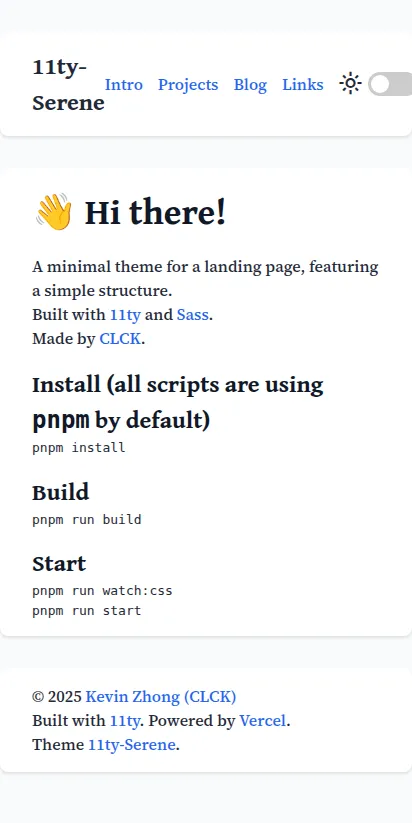 11ty-
Serene
Intro Projects Blog Links
👋 Hi there!
A minimal theme for a landing page, featuring
a simple structure.
Built with 11ty and Sass.
Made by CLCK.
Install (all scripts are using
pnpm by default)
pnpm install
Build
pnpm run build
Start
pnpm run watch:css
pnpm run start
© 2025 Kevin Zhong (CLCK)
Built with 11ty. Powered by Vercel.
Theme 11ty-Serene.